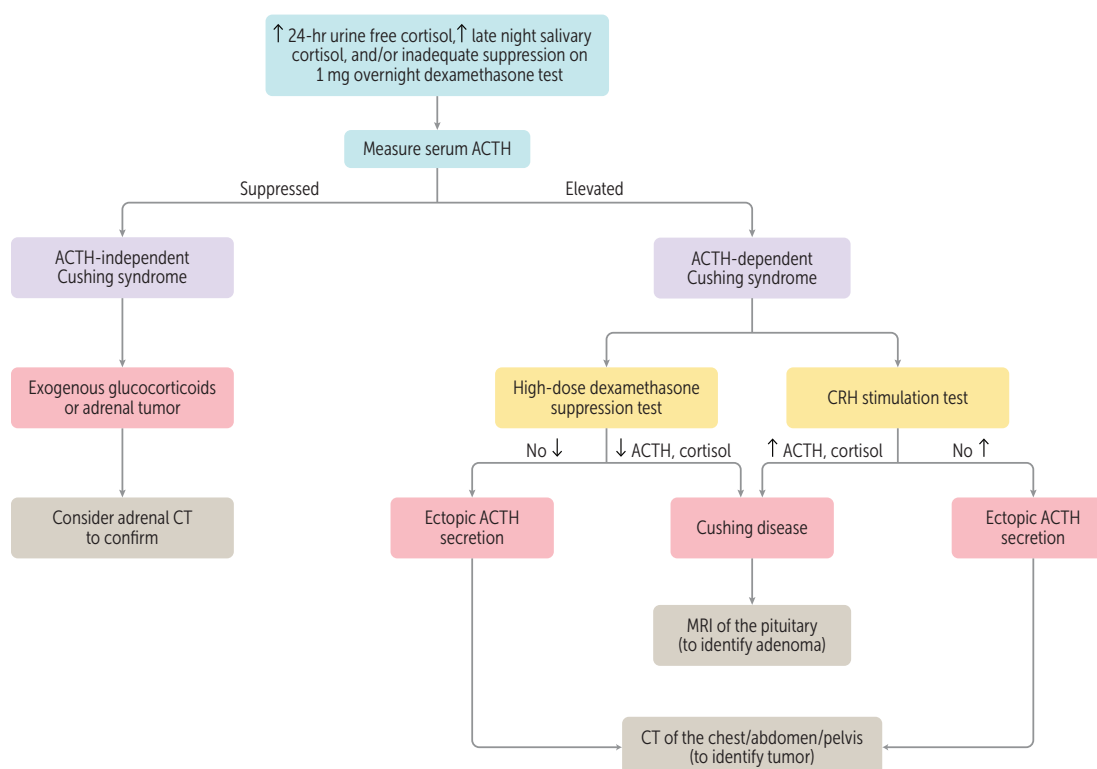 ↑ 24-hr urine free cortisol, ↑ late night salivary
cortisol, and/or inadequate suppression on
1 mg overnight dexamethasone test
Measure serum ACTH
Suppressed
Elevated
ACTH-independent
Cushing syndrome
ACTH-dependent
Cushing syndrome
Exogenous glucocorticoids
or adrenal tumor
High-dose dexamethasone
suppression test
CRH stimulation test
No ↓
↓ ACTH, cortisol
↑ ACTH, cortisol
No ↑
Consider adrenal CT
to confirm
Ectopic ACTH
secretion
Cushing disease
Ectopic ACTH
secretion
MRI of the pituitary
(to identify adenoma)
CT of the chest/abdomen/pelvis
(to identify tumor)